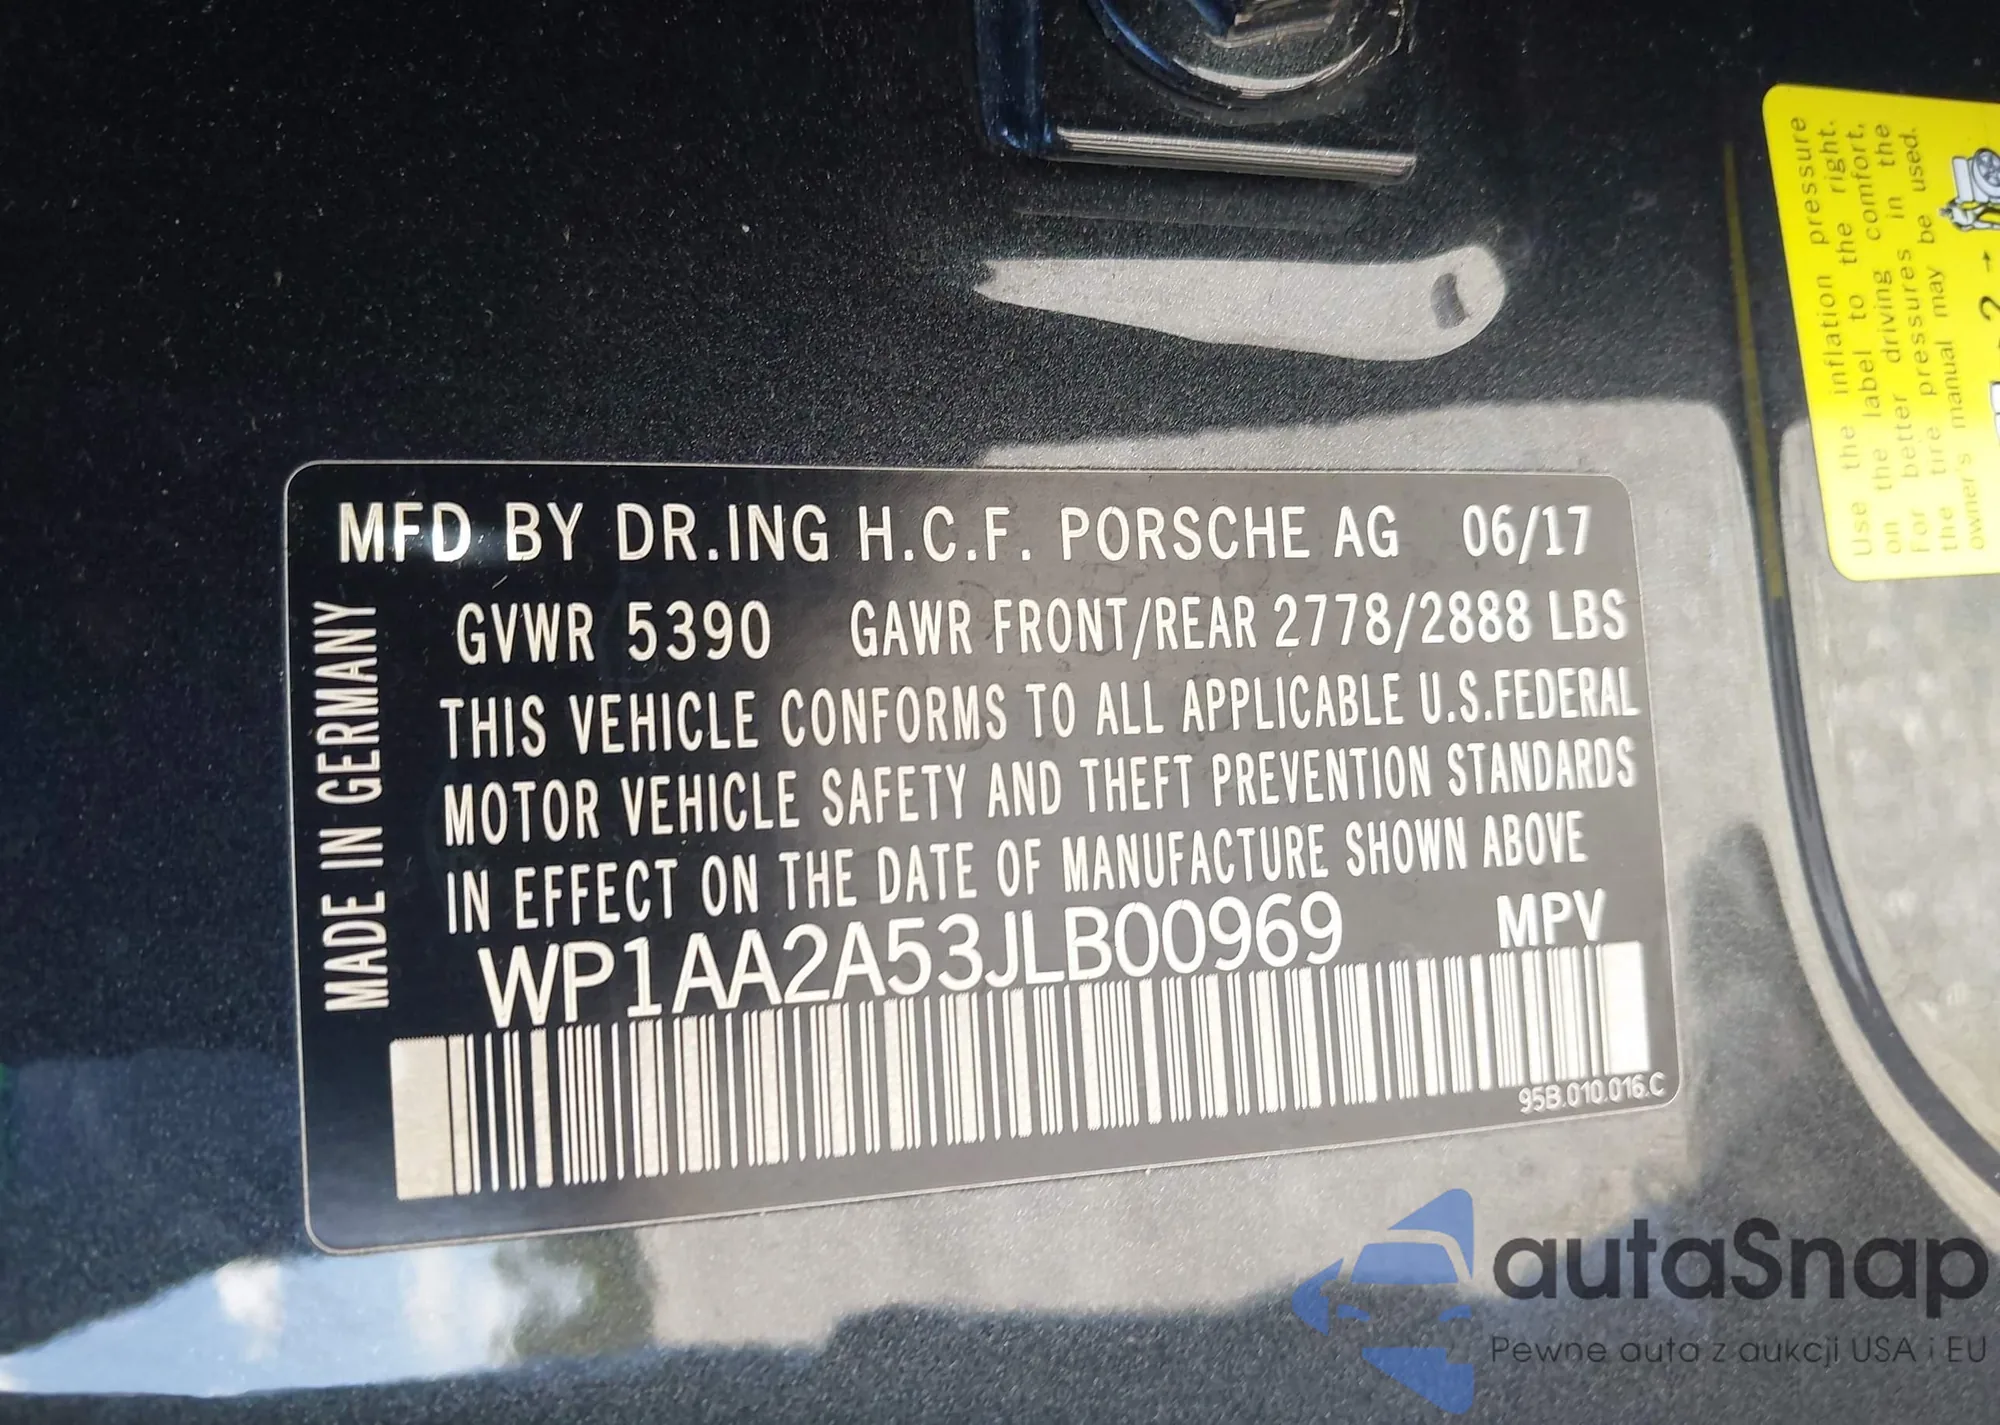 MFD BY DR.ING H.C.F. PORSCHE AG 06/17
GVWR 5390 GAWR FRONT/REAR 2778/2888 LBS
THIS VEHICLE CONFORMS TO ALL APPLICABLE U.S.FEDERAL
MOTOR VEHICLE SAFETY AND THEFT PREVENTION STANDARDS
IN EFFECT ON THE DATE OF MANUFACTURE SHOWN ABOVE
WP1AA2A53JLB00969 MPV
95B.010.016.C
MADE IN GERMANY
Use the inflation pressure
on the label to the right.
For better driving comfort,
the tire pressures in the
owner's manual may be used.
2 →
autaSnap
Pewne auta z aukcji USA i EU